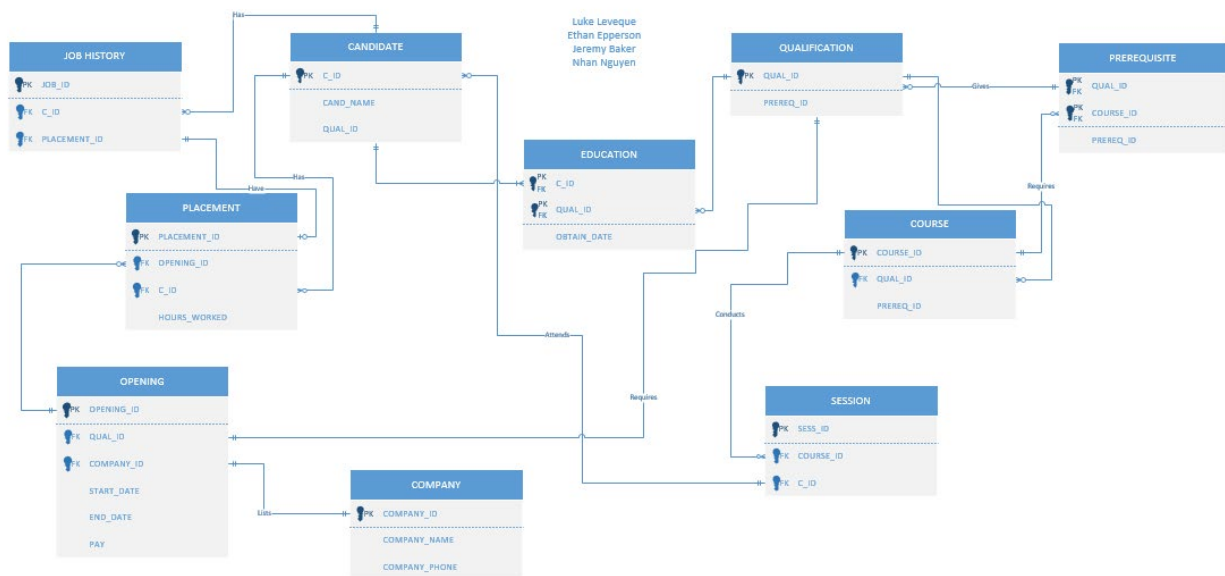 Has
Luke Leveque
Ethan Epperson
Jeremy Baker
Nhan Nguyen
JOB HISTORY
PK JOB_ID
FK C_ID
FK PLACEMENT_ID
CANDIDATE
PK C_ID
CAND_NAME
QUAL_ID
QUALIFICATION
PK QUAL_ID
PREREQ_ID
Gives
PREREQUISITE
PK
FK QUAL_ID
PK
FK COURSE_ID
PREREQ_ID
EDUCATION
PK
FK C_ID
PK
FK QUAL_ID
OBTAIN_DATE
Has
Have
Requires
PLACEMENT
PK PLACEMENT_ID
FK OPENING_ID
FK C_ID
HOURS_WORKED
COURSE
PK COURSE_ID
FK QUAL_ID
PREREQ_ID
Conducts
Attends
OPENING
PK OPENING_ID
FK QUAL_ID
FK COMPANY_ID
START_DATE
END_DATE
PAY
Requires
SESSION
PK SESS_ID
FK COURSE_ID
FK C_ID
Lists
COMPANY
PK COMPANY_ID
COMPANY_NAME
COMPANY_PHONE